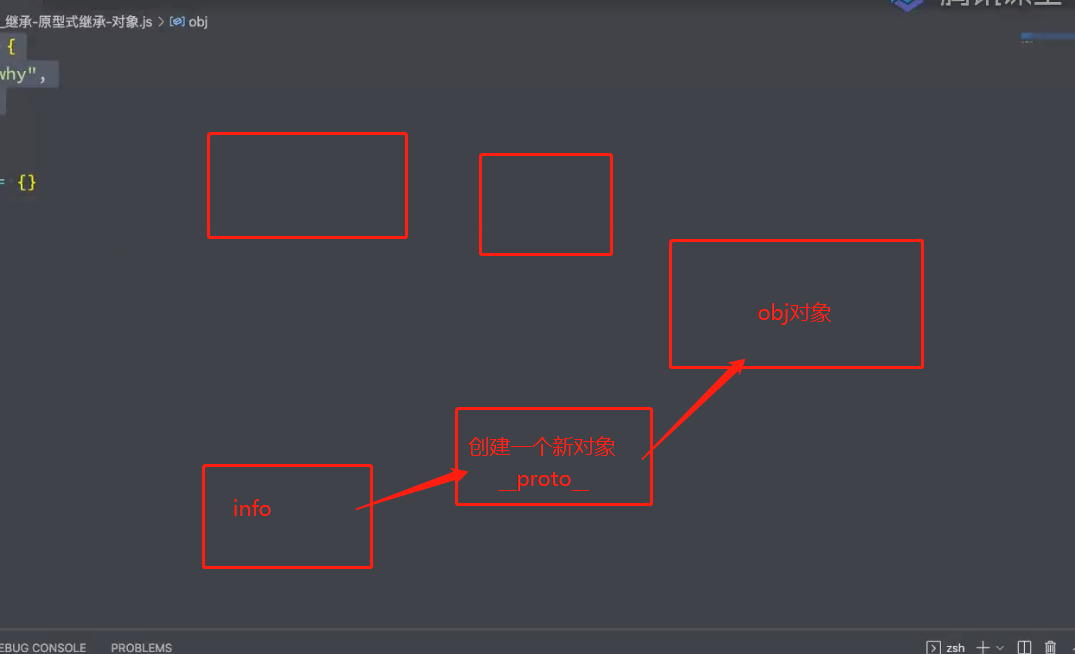 _继承-原型式继承-对象.js > obj
{
why",
= {}
obj对象
创建一个新对象
__proto__
info
EBUG CONSOLE PROBLEMS
zsh